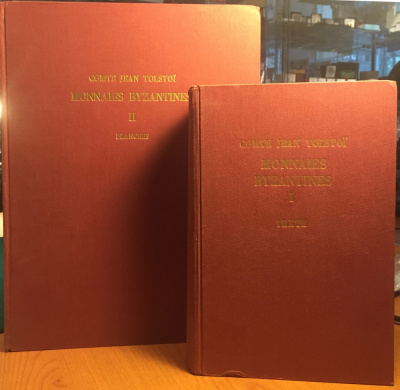 COMTE JEAN TOLSTOÏ
MONNAIES BYZANTINES
II
PLANCHES
COMTE JEAN TOLSTOÏ
MONNAIES
BYZANTINES
I
TEXTE